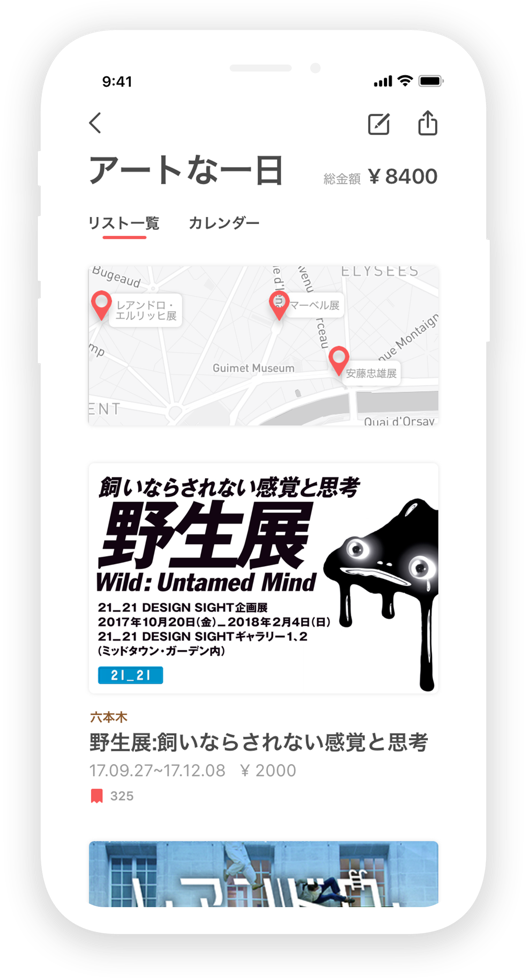 9:41
アートな一日
総金額 ¥8400
リスト一覧 カレンダー
Bugeaud
ELYSEES
レアンドロ・
エルリッヒ展
マーベル展
Guimet Museum
安藤忠雄展
Quai d'Orsay
飼いならされない感覚と思考
野生展
Wild: Untamed Mind
21_21 DESIGN SIGHT企画展
2017年10月20日(金)_2018年2月4日(日)
21_21 DESIGN SIGHTギャラリー1、2
(ミッドタウン・ガーデン内)
21_21
六本木
野生展:飼いならされない感覚と思考
17.09.27~17.12.08 ¥ 2000
325